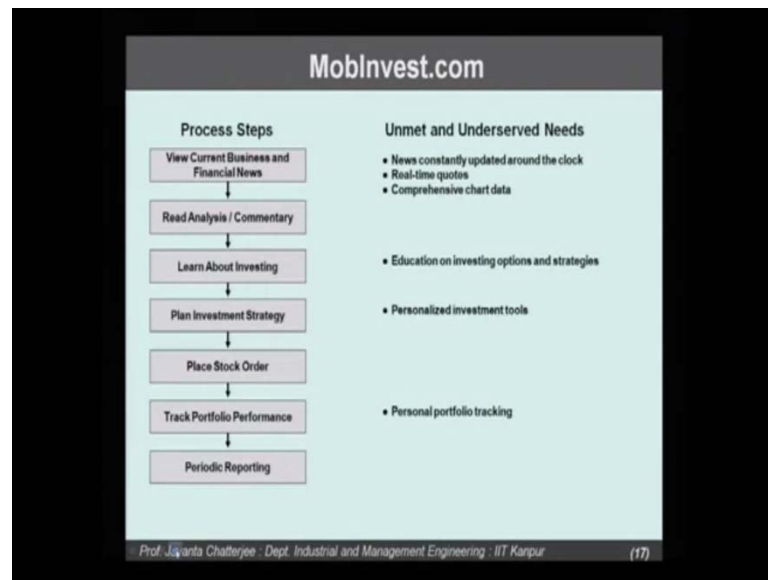 MobInvest.com
Process Steps
Unmet and Underserved Needs
View Current Business and
Financial News
• News constantly updated around the clock
• Real-time quotes
• Comprehensive chart data
Read Analysis / Commentary
Learn About Investing
• Education on investing options and strategies
Plan Investment Strategy
• Personalized investment tools
Place Stock Order
Track Portfolio Performance
• Personal portfolio tracking
Periodic Reporting
Prof. Jayanta Chatterjee : Dept. Industrial and Management Engineering : IIT Kanpur
(17)